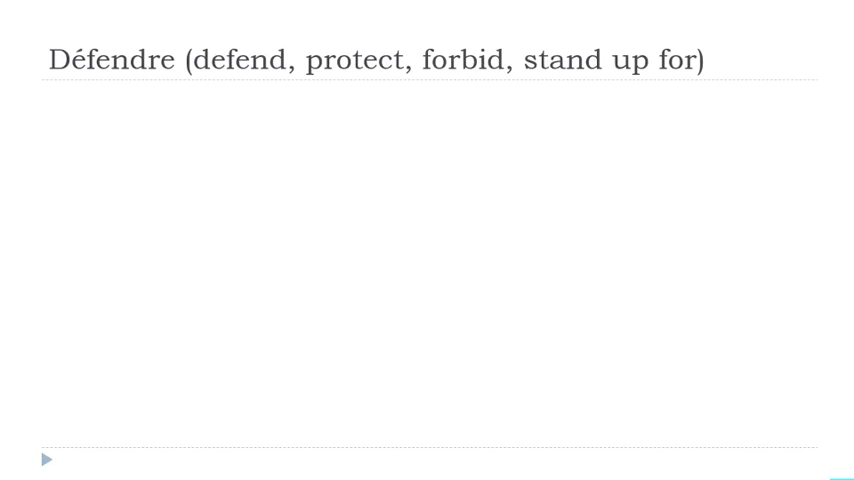 Défendre (defend, protect, forbid, stand up for)